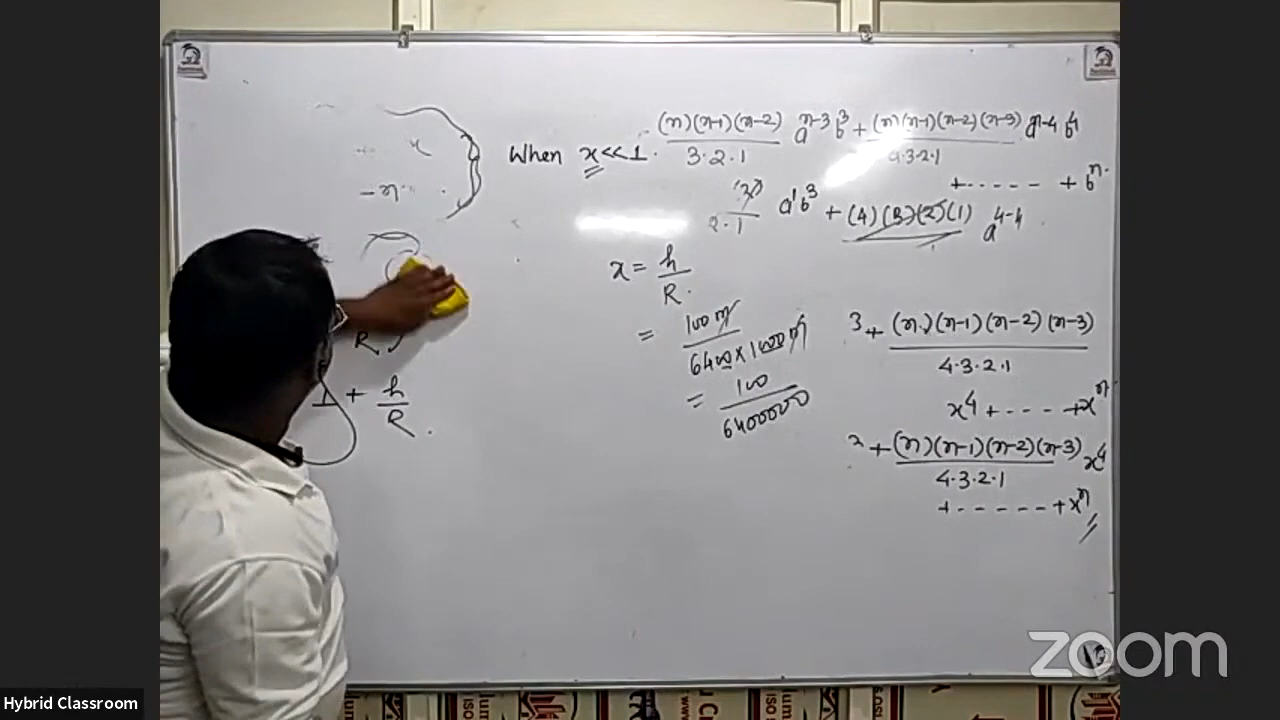 (n)(n-1)(n-2) / 3·2·1 a^{n-3} b^3 + (n)(n-1)(n-2)(n-3) / 4·3·2·1 a^{n-4} b^4
When x<<1.
+ - - - - - + b^n.
2·1 a^1 b^3 + (4)(3)(2)(1) a^{4-4}
- n
x = h/R.
= 100 m / 6400×1000 m
3 + (n)(n-1)(n-2)(n-3) / 4·3·2·1
R
1 + h/R.
= 100 / 6400000
x^4 + - - - - + x^n
+ (n)(n-1)(n-2)(n-3) / 4·3·2·1 x^4
+ - - - - - + x^n
zoom
Hybrid Classroom